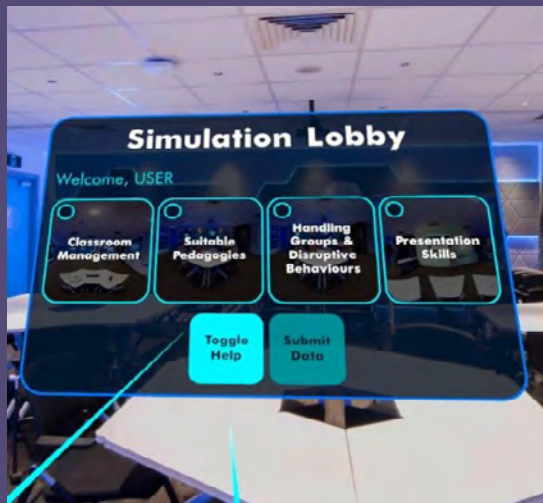 Simulation Lobby
Welcome, USER
Classroom
Management
Suitable
Pedagogies
Handling
Groups &
Disruptive
Behaviours
Presentation
Skills
Toggle
Help
Submit
Data